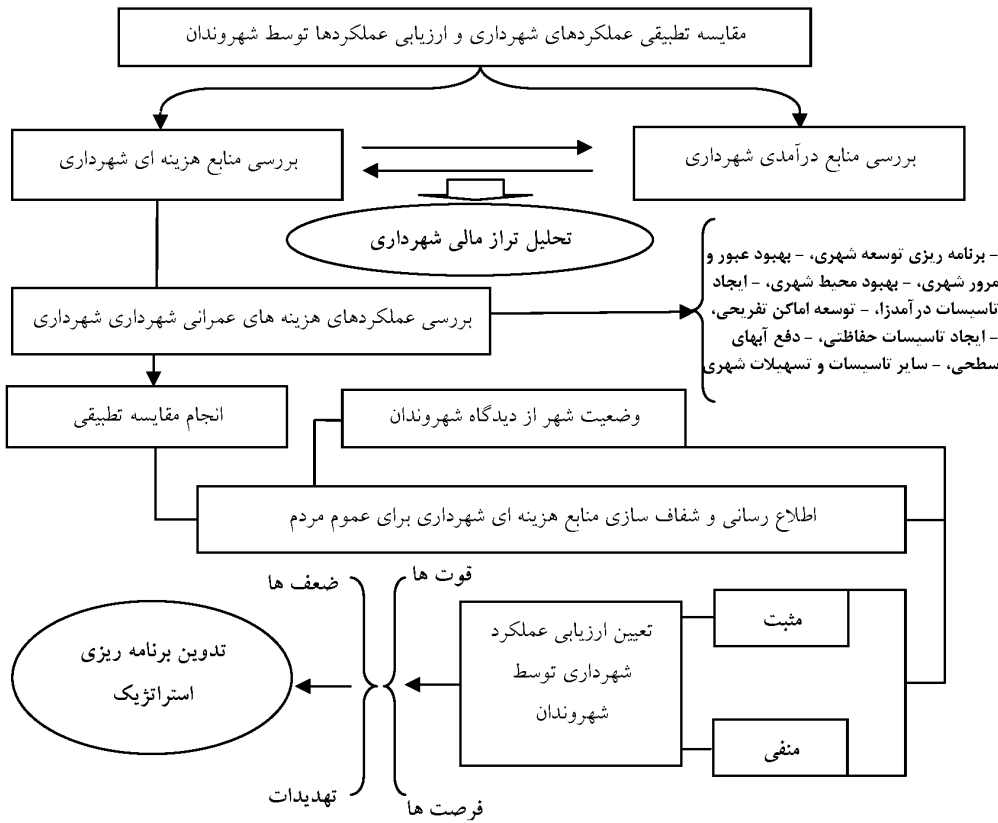 مقایسه تطبیقی عملکردهای شهرداری و ارزیابی عملکردها توسط شهروندان
بررسی منابع درآمدی شهرداری
بررسی منابع هزینه ای شهرداری
تحلیل تراز مالی شهرداری
- برنامه ریزی توسعه شهری، - بهبود عبور و
مرور شهری، - بهبود محیط شهری، - ایجاد
تاسیسات درآمدزا، - توسعه اماکن تفریحی،
- ایجاد تاسیسات حفاظتی، - دفع آبهای
سطحی، - سایر تاسیسات و تسهیلات شهری
بررسی عملکردهای هزینه های عمرانی شهرداری شهرداری
انجام مقایسه تطبیقی
وضعیت شهر از دیدگاه شهروندان
اطلاع رسانی و شفاف سازی منابع هزینه ای شهرداری برای عموم مردم
مثبت
منفی
تعیین ارزیابی عملکرد
شهرداری توسط
شهروندان
قوت ها
ضعف ها
فرصت ها
تهدیدات
تدوین برنامه ریزی
استراتژیک